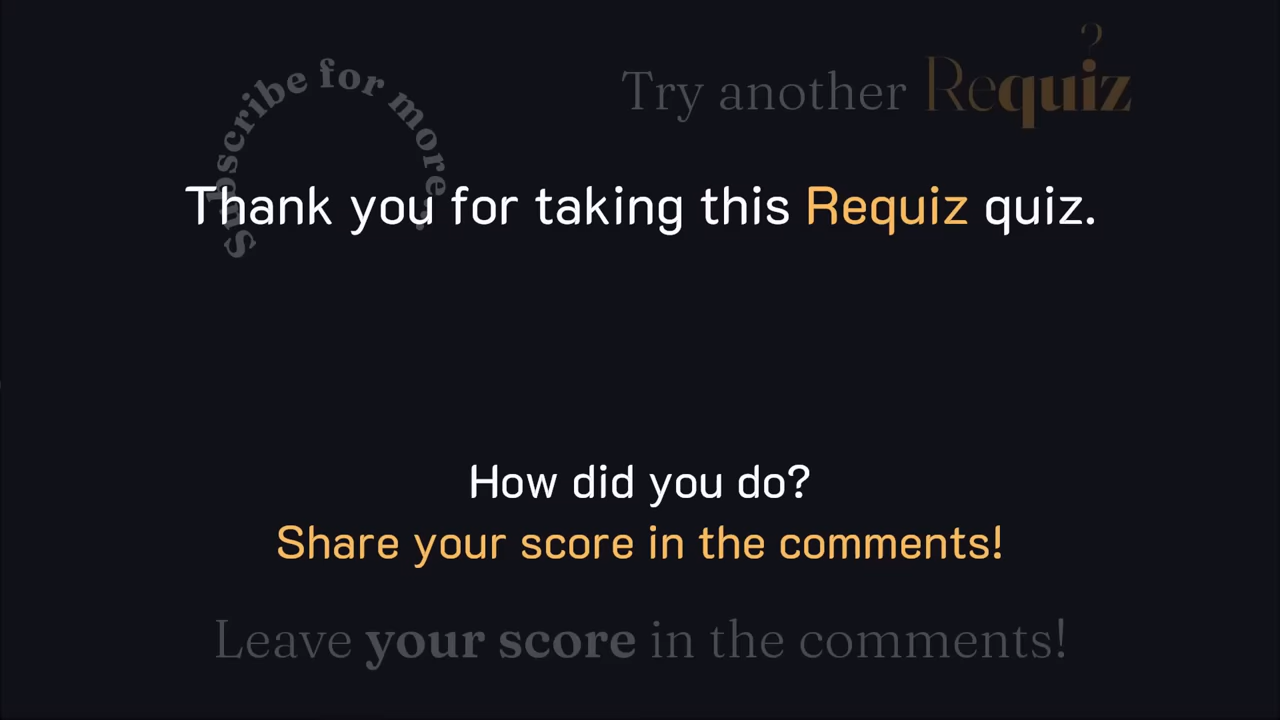 Subscribe for more..
Try another Requiz?
Thank you for taking this Requiz quiz.
How did you do?
Share your score in the comments!
Leave your score in the comments!